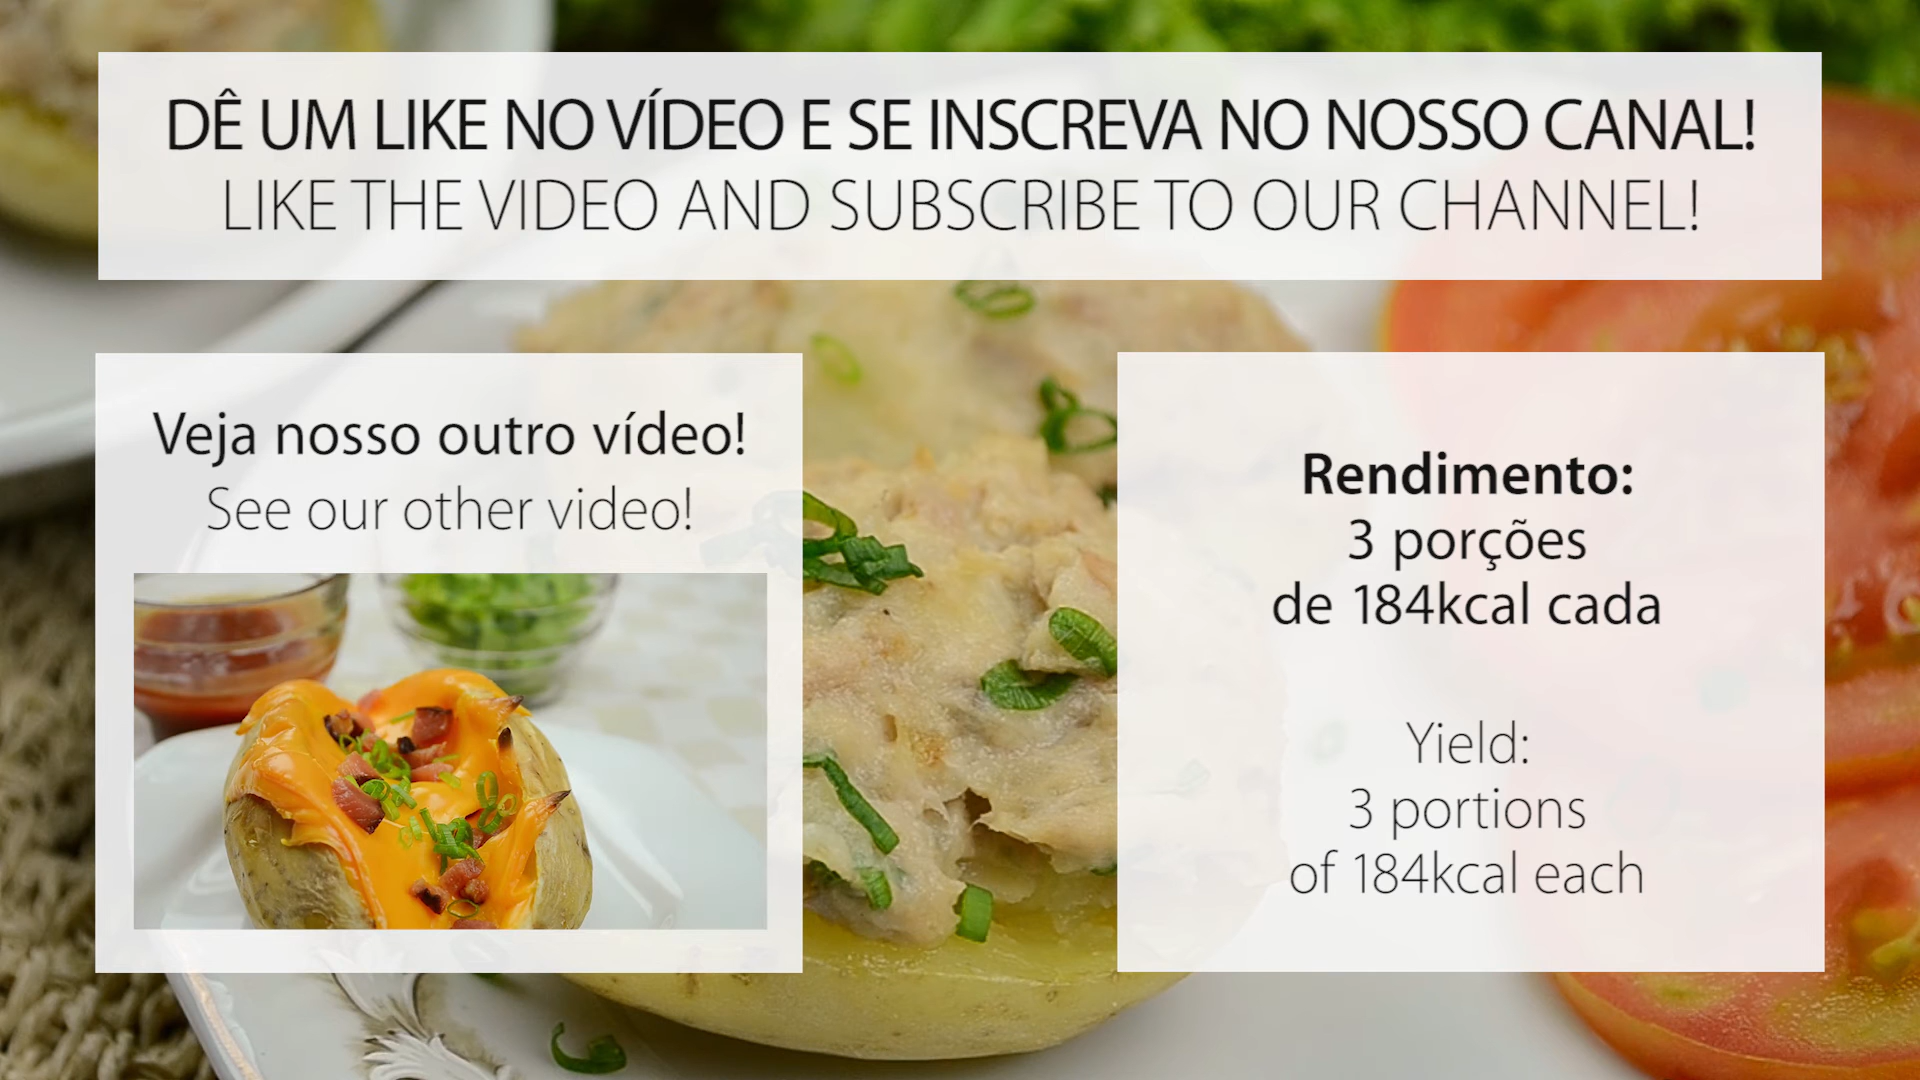 DÊ UM LIKE NO VÍDEO E SE INSCREVA NO NOSSO CANAL!
LIKE THE VIDEO AND SUBSCRIBE TO OUR CHANNEL!
Veja nosso outro vídeo!
See our other video!
Rendimento:
3 porções
de 184kcal cada
Yield:
3 portions
of 184kcal each